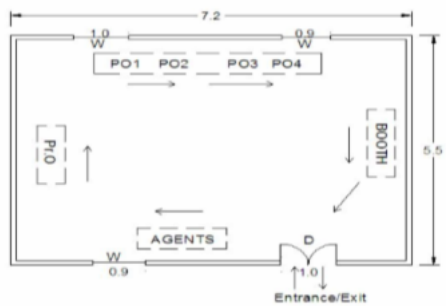 7.2
1.0 0.9
W W
PO1 PO2 PO3 PO4
Pr.O
BOOTH
5.5
AGENTS
W D
0.9 1.0
Entrance/Exit